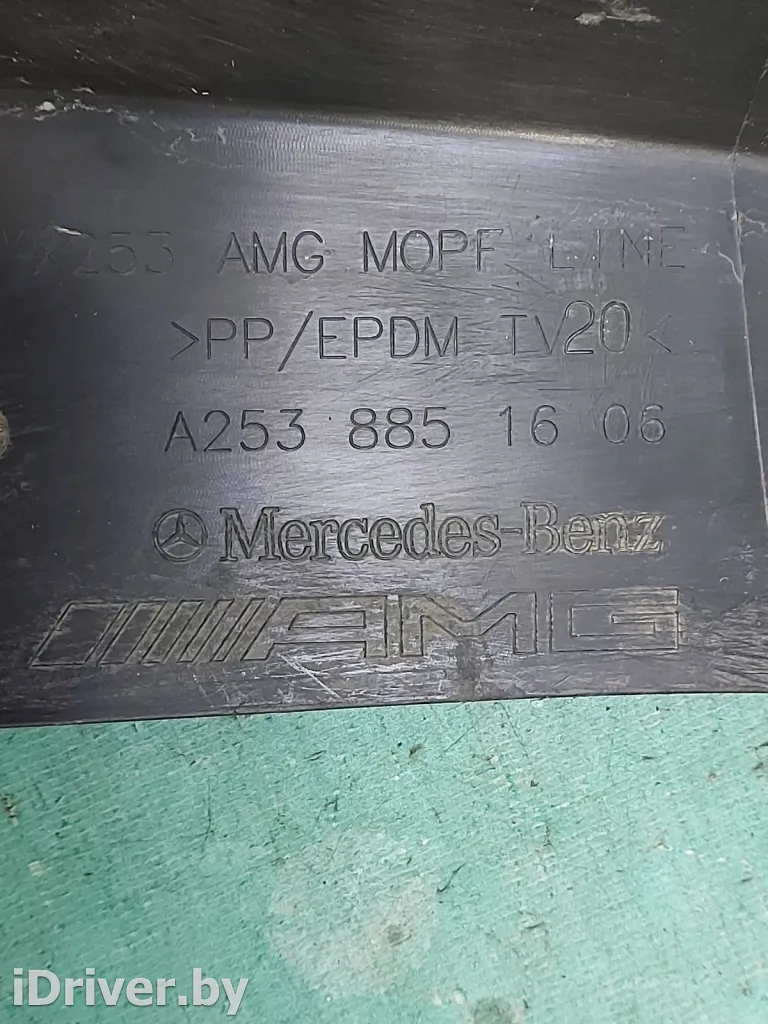 X253 AMG MOPF LINE
>PP/EPDM TV20<
A253 885 16 06
Mercedes-Benz
AMG
iDriver.by